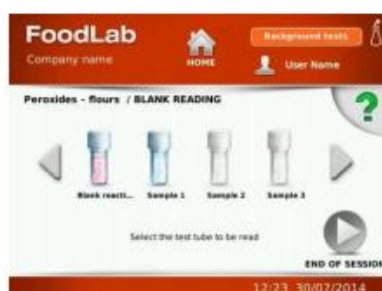 FoodLab
Company name
HOME
Background tests
User Name
Peroxides - flours / BLANK READING
Blank reacti...
Sample 1
Sample 2
Sample 3
Select the test tube to be read
END OF SESSION
12:23 30/07/2014